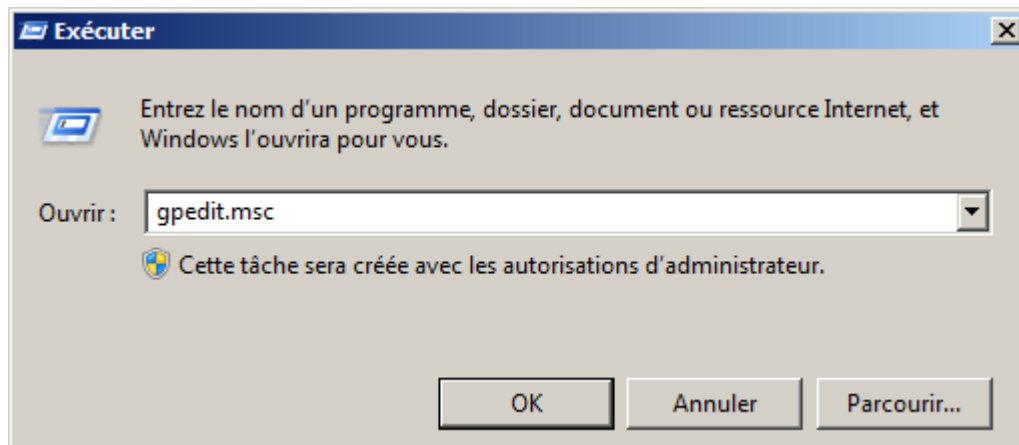 Exécuter
Entrez le nom d'un programme, dossier, document ou ressource Internet, et
Windows l'ouvrira pour vous.
Ouvrir : gpedit.msc
Cette tâche sera créée avec les autorisations d'administrateur.
OK Annuler Parcourir...